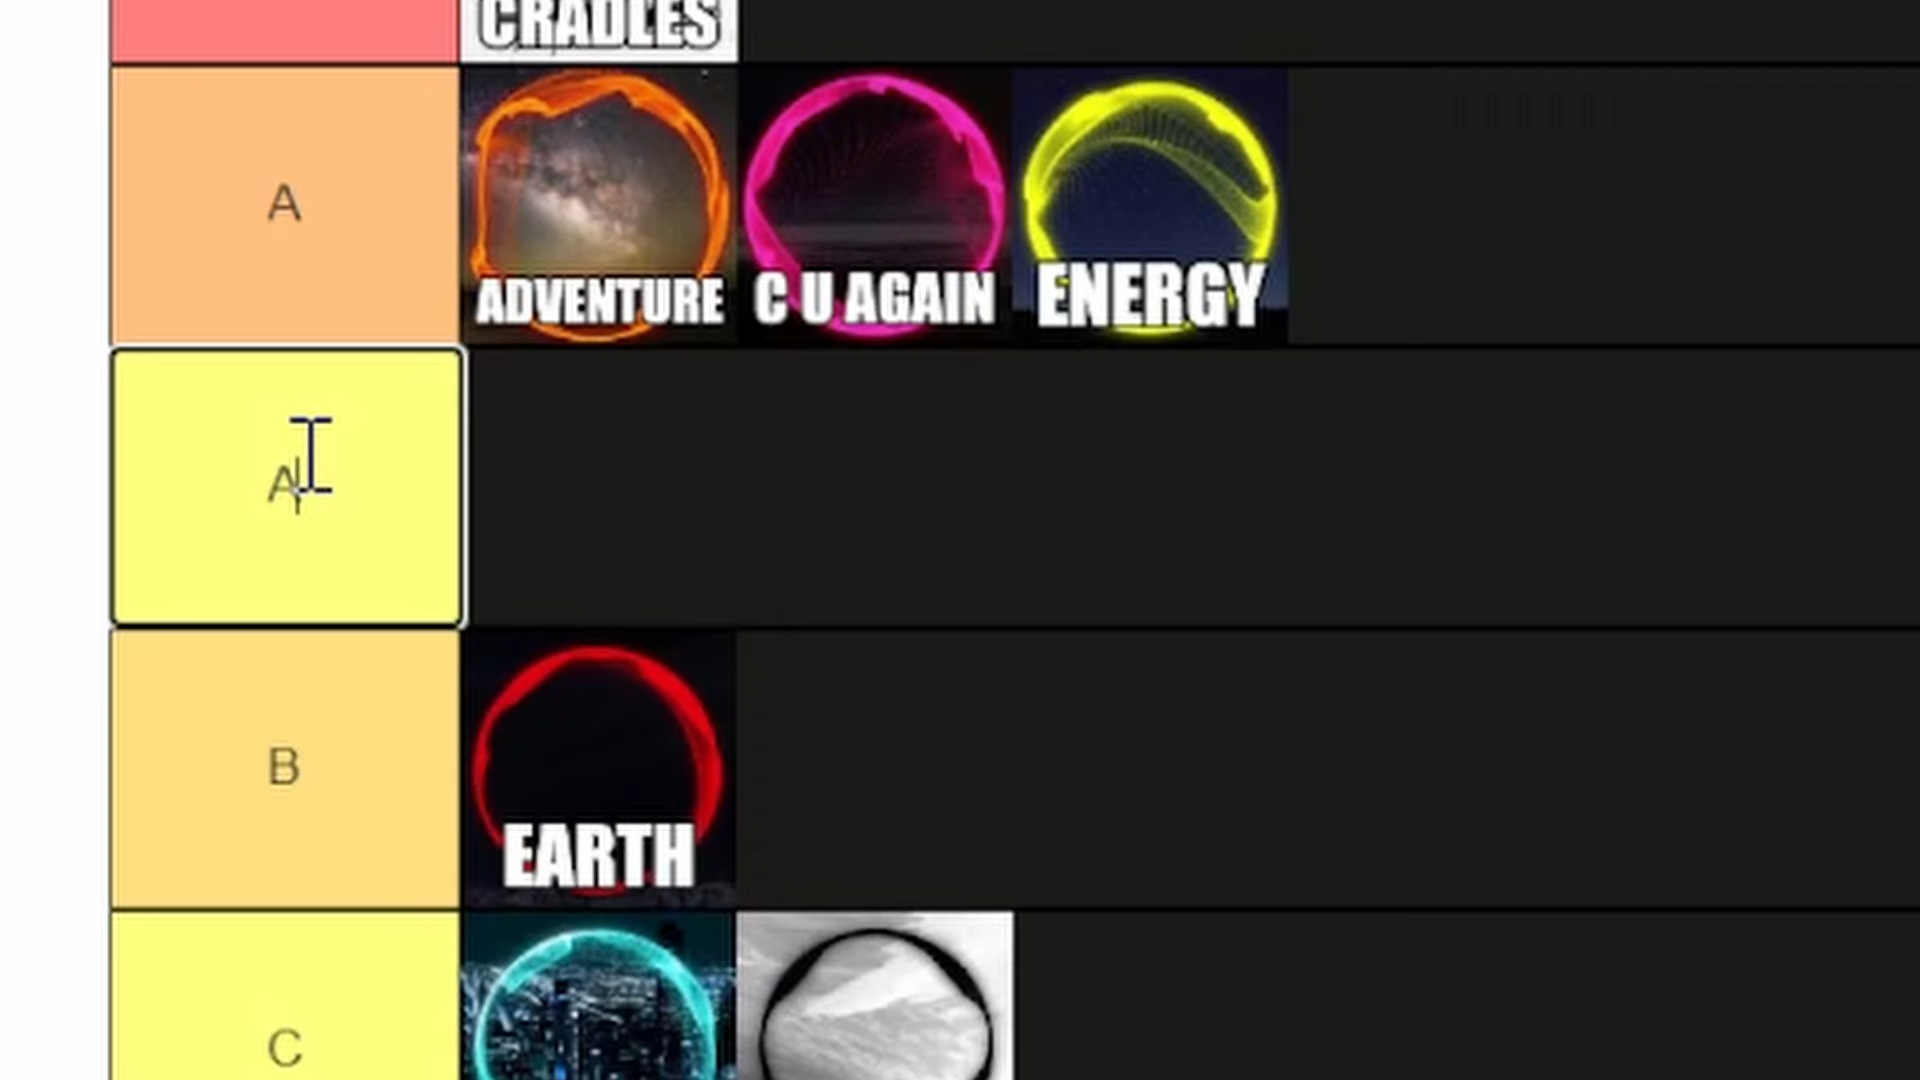 CRADLES
A
ADVENTURE
C U AGAIN
ENERGY
A
B
EARTH
C